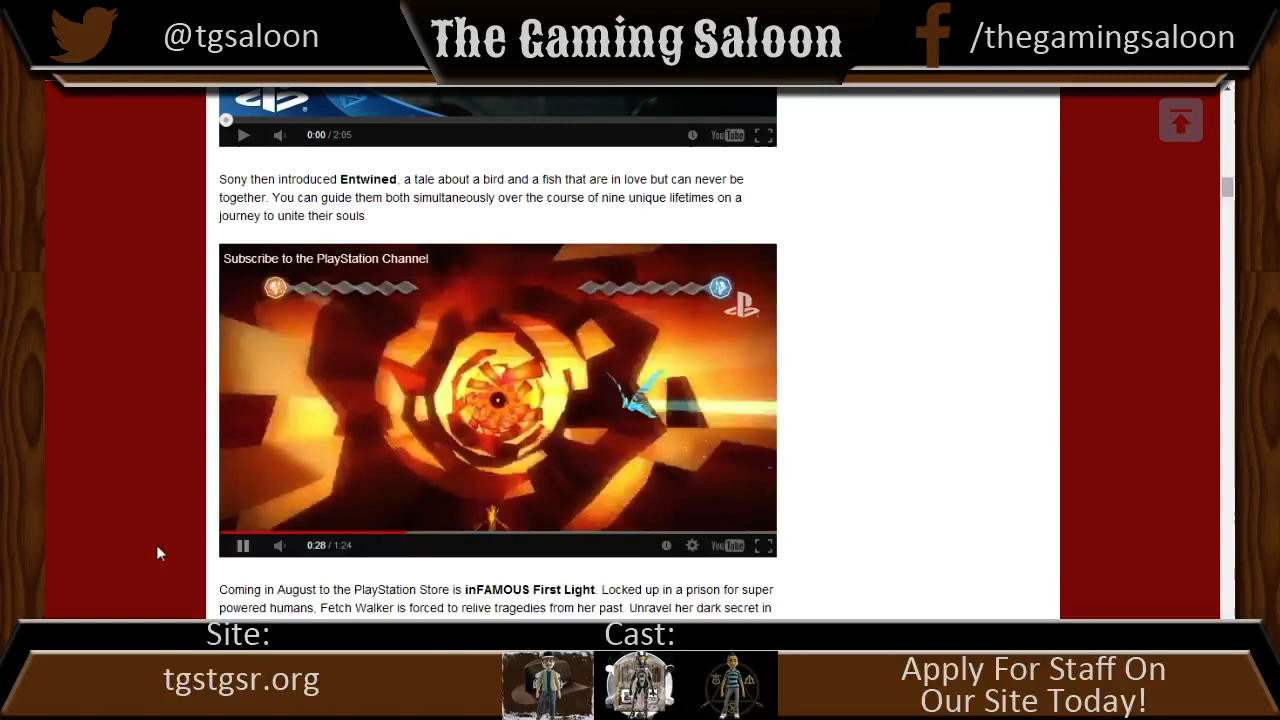 @tgsaloon
The Gaming Saloon
/thegamingsaloon
0:00 / 2:05
YouTube
Sony then introduced Entwined, a tale about a bird and a fish that are in love but can never be
together. You can guide them both simultaneously over the course of nine unique lifetimes on a
journey to unite their souls.
Subscribe to the PlayStation Channel
0:28 / 1:24
YouTube
Coming in August to the PlayStation Store is inFAMOUS First Light. Locked up in a prison for super
powered humans, Fetch Walker is forced to relive tragedies from her past. Unravel her dark secret in
Site:
Cast:
tgstgsr.org
Apply For Staff On
Our Site Today!